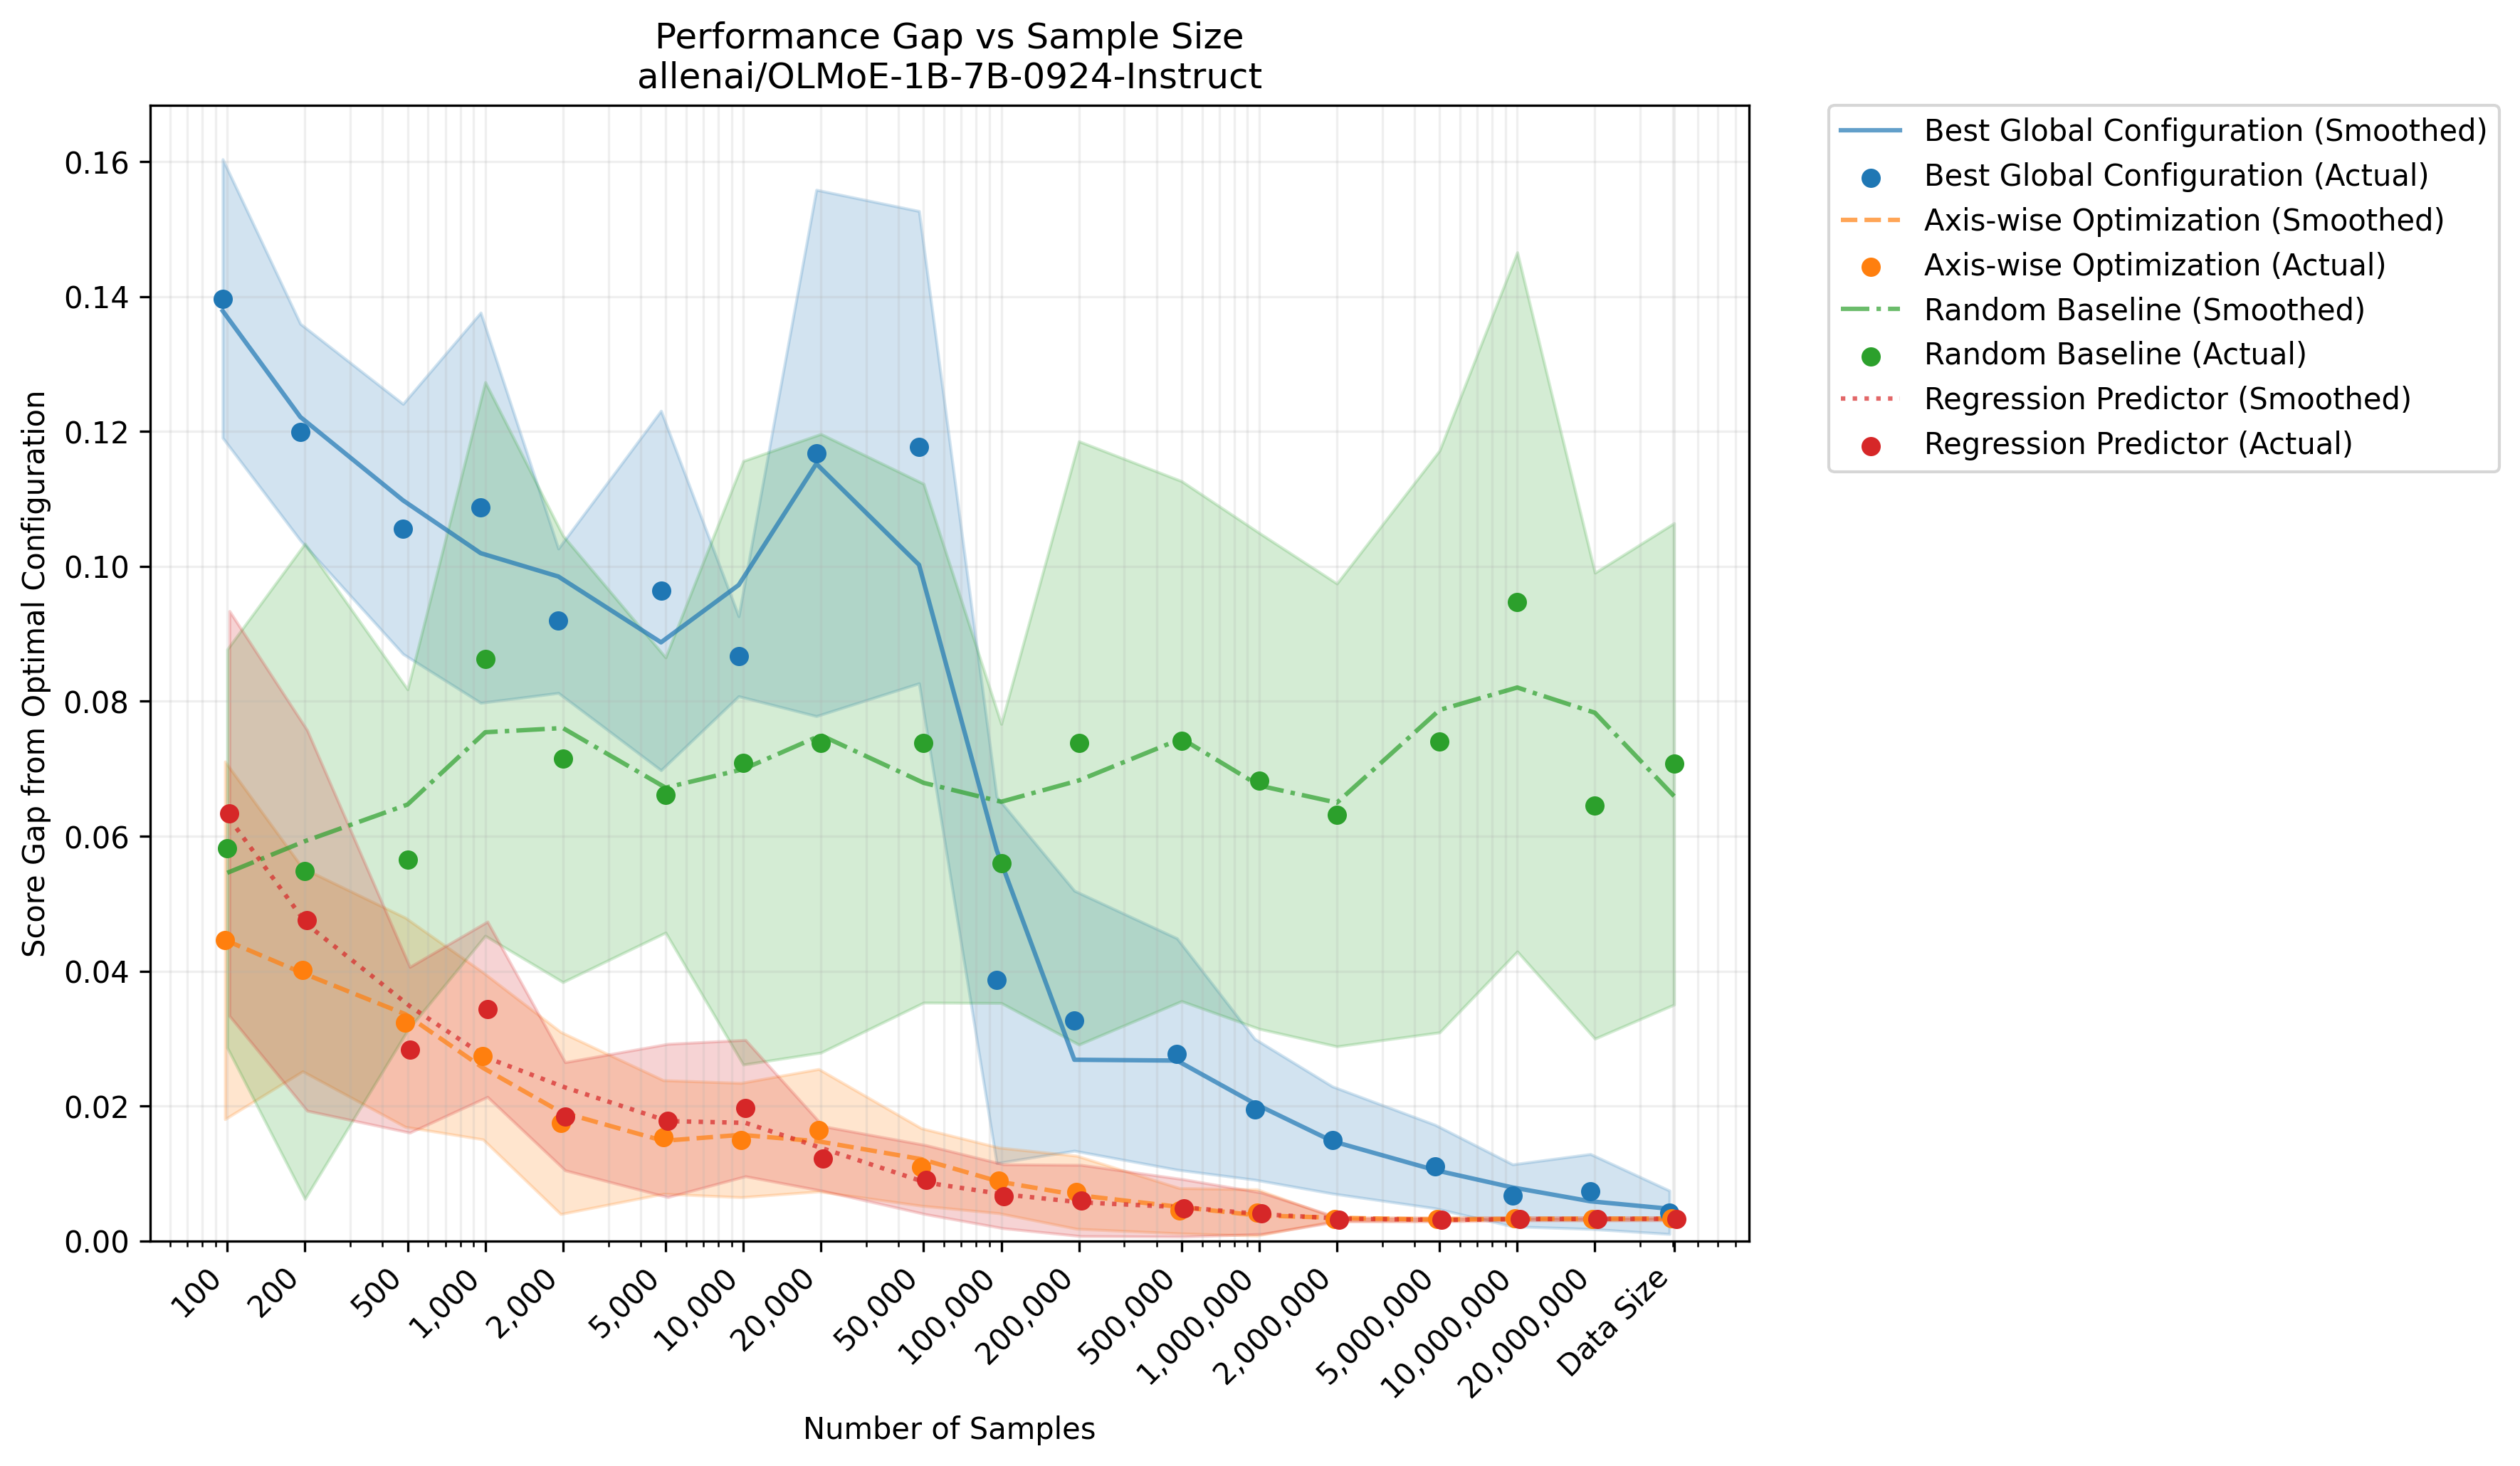 Performance Gap vs Sample Size
allenai/OLMoE-1B-7B-0924-Instruct
Score Gap from Optimal Configuration
0.16
0.14
0.12
0.10
0.08
0.06
0.04
0.02
0.00
100
200
500
1,000
2,000
5,000
10,000
20,000
50,000
100,000
200,000
500,000
1,000,000
2,000,000
5,000,000
10,000,000
20,000,000
Data Size
Number of Samples
Best Global Configuration (Smoothed)
Best Global Configuration (Actual)
Axis-wise Optimization (Smoothed)
Axis-wise Optimization (Actual)
Random Baseline (Smoothed)
Random Baseline (Actual)
Regression Predictor (Smoothed)
Regression Predictor (Actual)